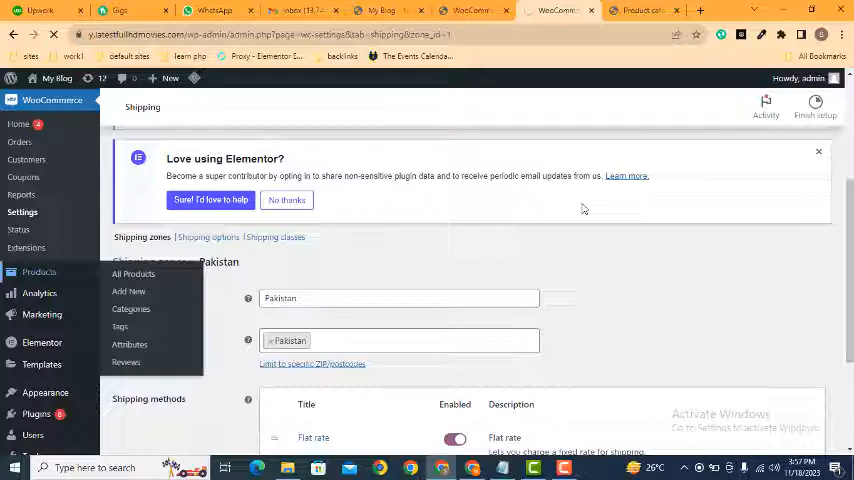 Upwork
Gigs
WhatsApp
Inbox (13,7
My Blog
WooComm
WooComme
Product cat
y.latestfullhdmovies.com/wp-admin/admin.php?page=wc-settings&tab=shipping&zone_id=1
sites
work1
learn php
Proxy - Elementor E...
backlinks
The Events Calenda...
My Blog
12
0
New
Howdy, admin
WooCommerce
Shipping
Activity
Finish setup
Home 4
Orders
Customers
Coupons
Reports
Settings
Status
Extensions
Products
Analytics
Marketing
Elementor
Templates
Appearance
Plugins 8
Users
All Products
Add New
Categories
Tags
Attributes
Reviews
Love using Elementor?
Become a super contributor by opting in to share non-sensitive plugin data and to receive periodic email updates from us. Learn more.
Sure! I'd love to help
No thanks
Shipping zones | Shipping options | Shipping classes
Pakistan
Pakistan
× Pakistan
Limit to specific ZIP/postcodes
Shipping methods
Title
Enabled
Description
Flat rate
Flat rate
Lets you charge a fixed rate for shipping.
Activate Windows
Go to Settings to activate Windows.
Type here to search
26°C
3:57 PM
11/18/2023